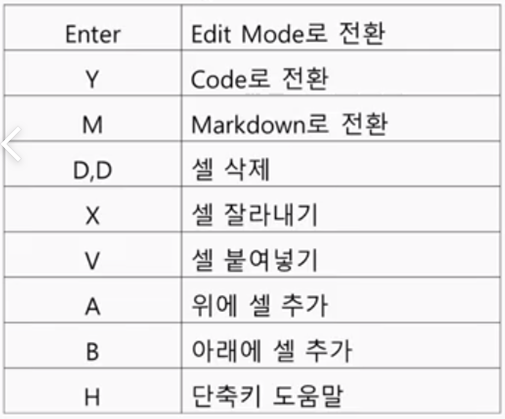 Enter Edit Mode로 전환
Y Code로 전환
M Markdown로 전환
D,D 셀 삭제
X 셀 잘라내기
V 셀 붙여넣기
A 위에 셀 추가
B 아래에 셀 추가
H 단축키 도움말